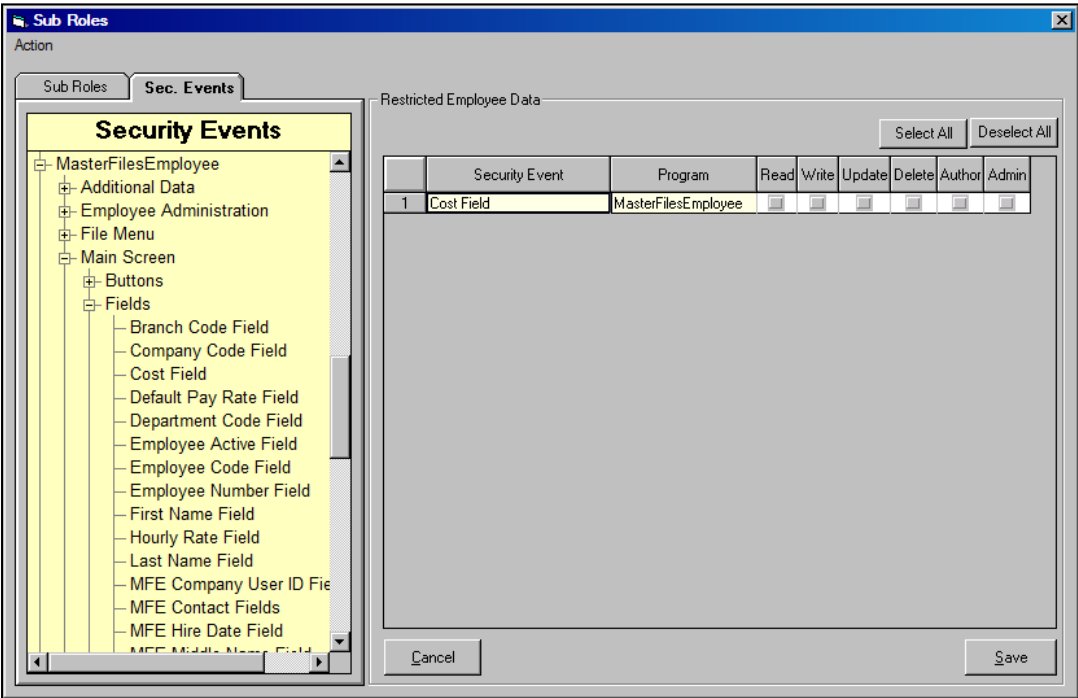 Sub Roles
Action
Sub Roles
Sec. Events
Security Events
MasterFilesEmployee
Additional Data
Employee Administration
File Menu
Main Screen
Buttons
Fields
Branch Code Field
Company Code Field
Cost Field
Default Pay Rate Field
Department Code Field
Employee Active Field
Employee Code Field
Employee Number Field
First Name Field
Hourly Rate Field
Last Name Field
MFE Company User ID Fie
MFE Contact Fields
MFE Hire Date Field
MFE Middle Name Field
Restricted Employee Data
Select All Deselect All
Security Event Program Read Write Update Delete Author Admin
1 Cost Field MasterFilesEmployee
Cancel Save